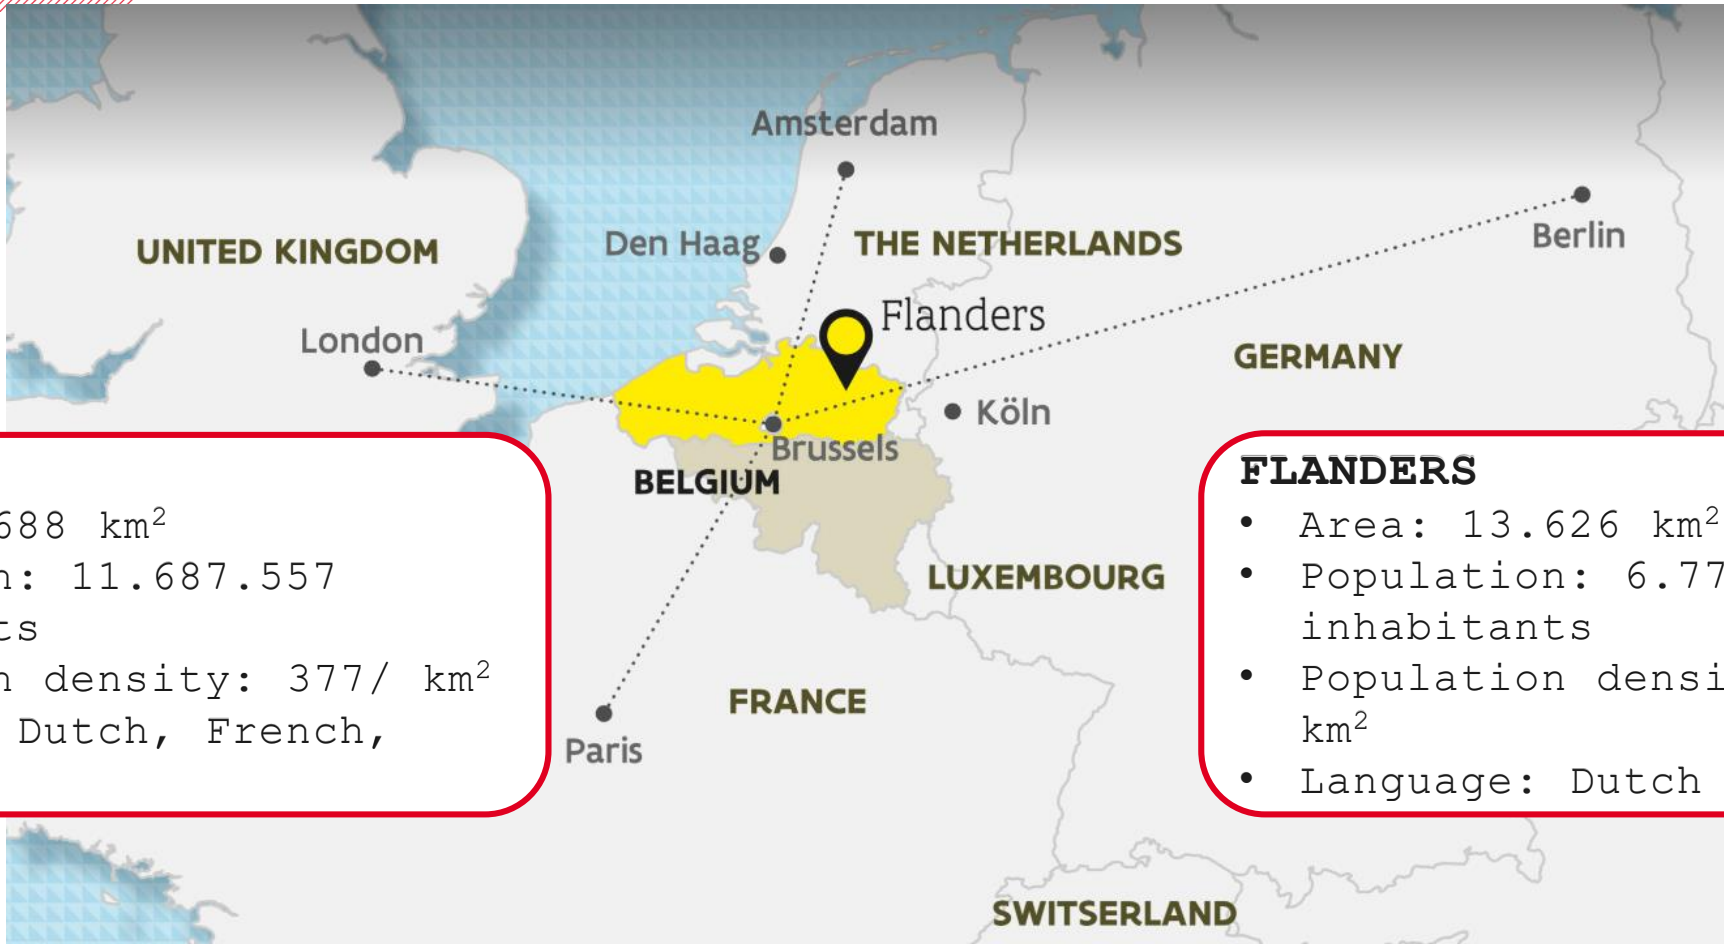 Amsterdam
Den Haag
THE NETHERLANDS
UNITED KINGDOM
Berlin
Flanders
London
GERMANY
Köln
Brussels
BELGIUM
LUXEMBOURG
FRANCE
Paris
SWITSERLAND
688 km²
n: 11.687.557
ts
n density: 377/ km²
Dutch, French,
FLANDERS
• Area: 13.626 km²
• Population: 6.77
inhabitants
• Population densi
km²
• Language: Dutch